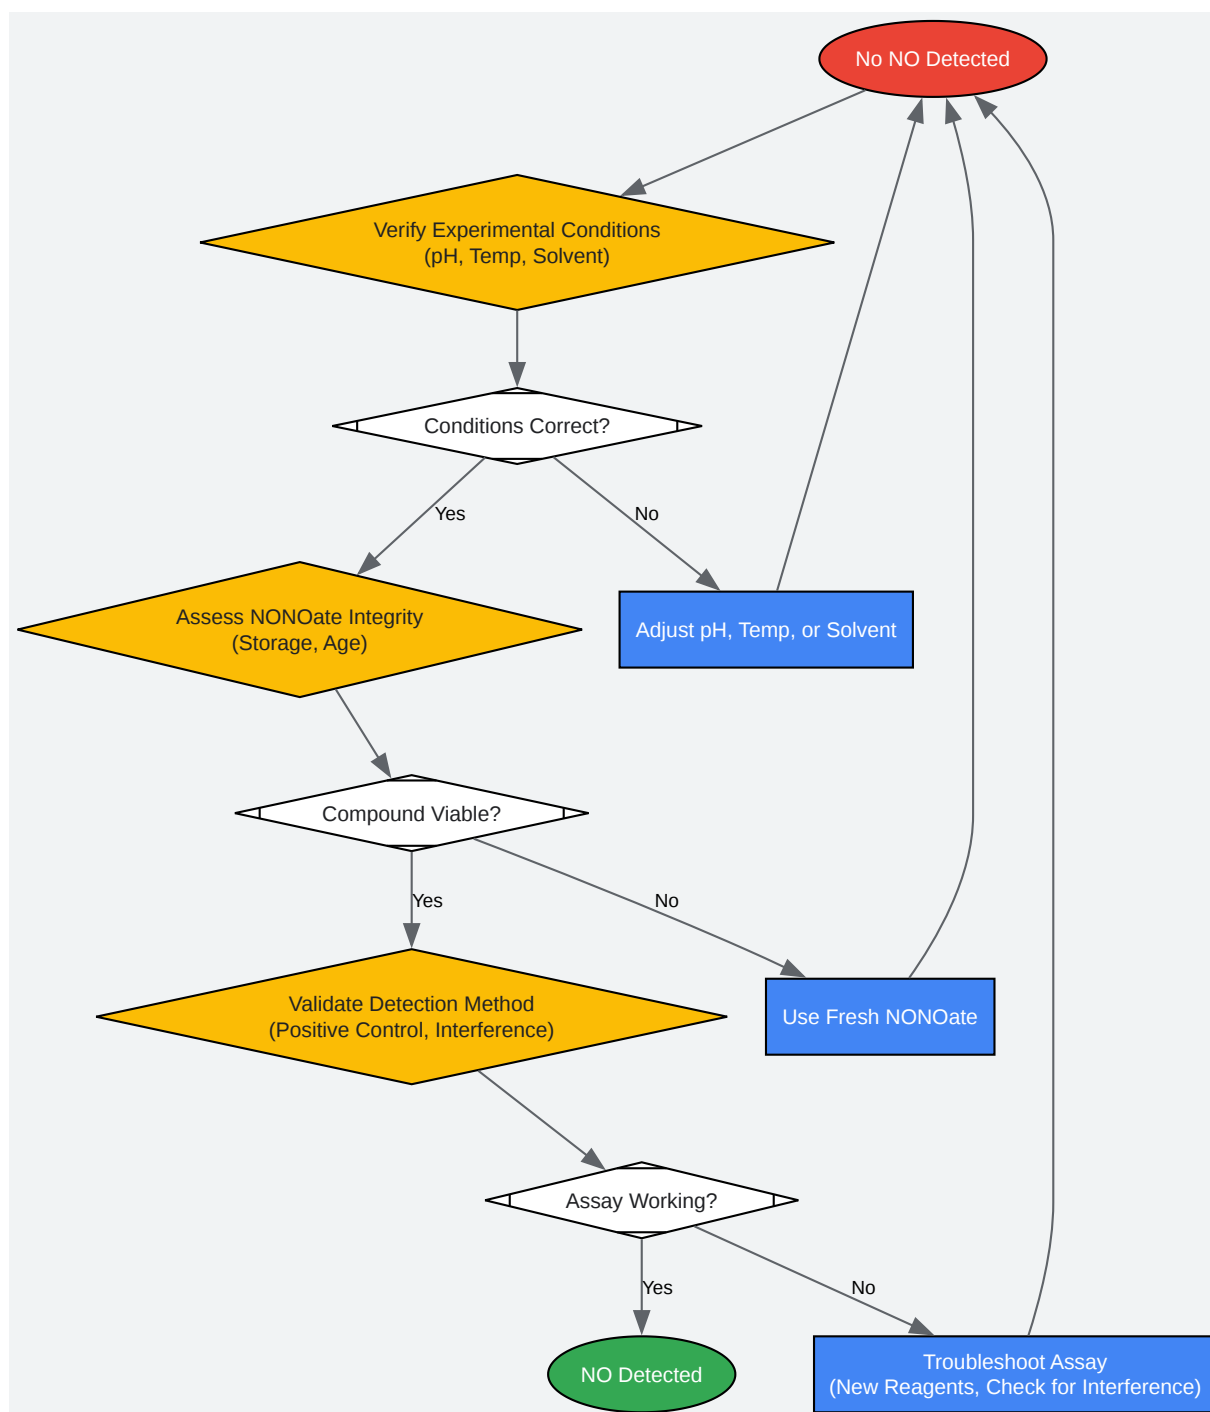 No NO Detected
Verify Experimental Conditions
(pH, Temp, Solvent)
Conditions Correct?
Yes
No
Assess NONOate Integrity
(Storage, Age)
Adjust pH, Temp, or Solvent
Compound Viable?
Yes
No
Validate Detection Method
(Positive Control, Interference)
Use Fresh NONOate
Assay Working?
Yes
No
NO Detected
Troubleshoot Assay
(New Reagents, Check for Interference)